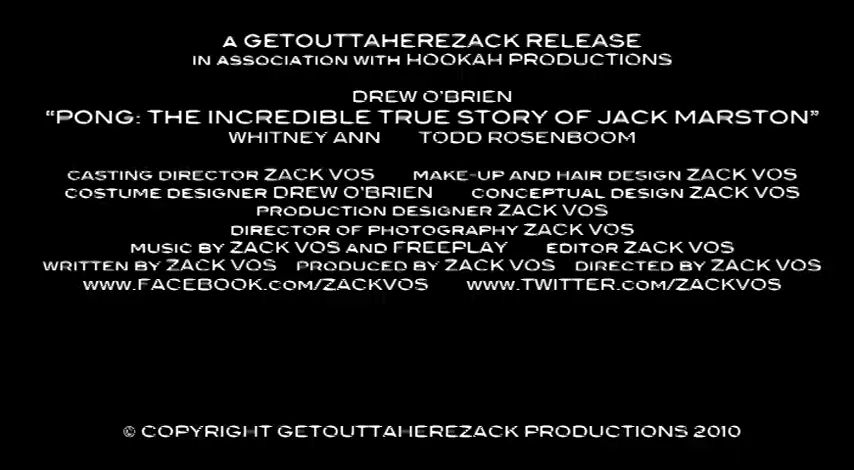 A GETOUTTAHEREZACK RELEASE
IN ASSOCIATION WITH HOOKAH PRODUCTIONS
DREW O'BRIEN
“PONG: THE INCREDIBLE TRUE STORY OF JACK MARSTON”
WHITNEY ANN TODD ROSENBOOM
CASTING DIRECTOR ZACK VOS MAKE-UP AND HAIR DESIGN ZACK VOS
COSTUME DESIGNER DREW O'BRIEN CONCEPTUAL DESIGN ZACK VOS
PRODUCTION DESIGNER ZACK VOS
DIRECTOR OF PHOTOGRAPHY ZACK VOS
MUSIC BY ZACK VOS AND FREEPLAY EDITOR ZACK VOS
WRITTEN BY ZACK VOS PRODUCED BY ZACK VOS DIRECTED BY ZACK VOS
www.FACEBOOK.com/ZACKVOS www.TWITTER.com/ZACKVOS
© COPYRIGHT GETOUTTAHEREZACK PRODUCTIONS 2010